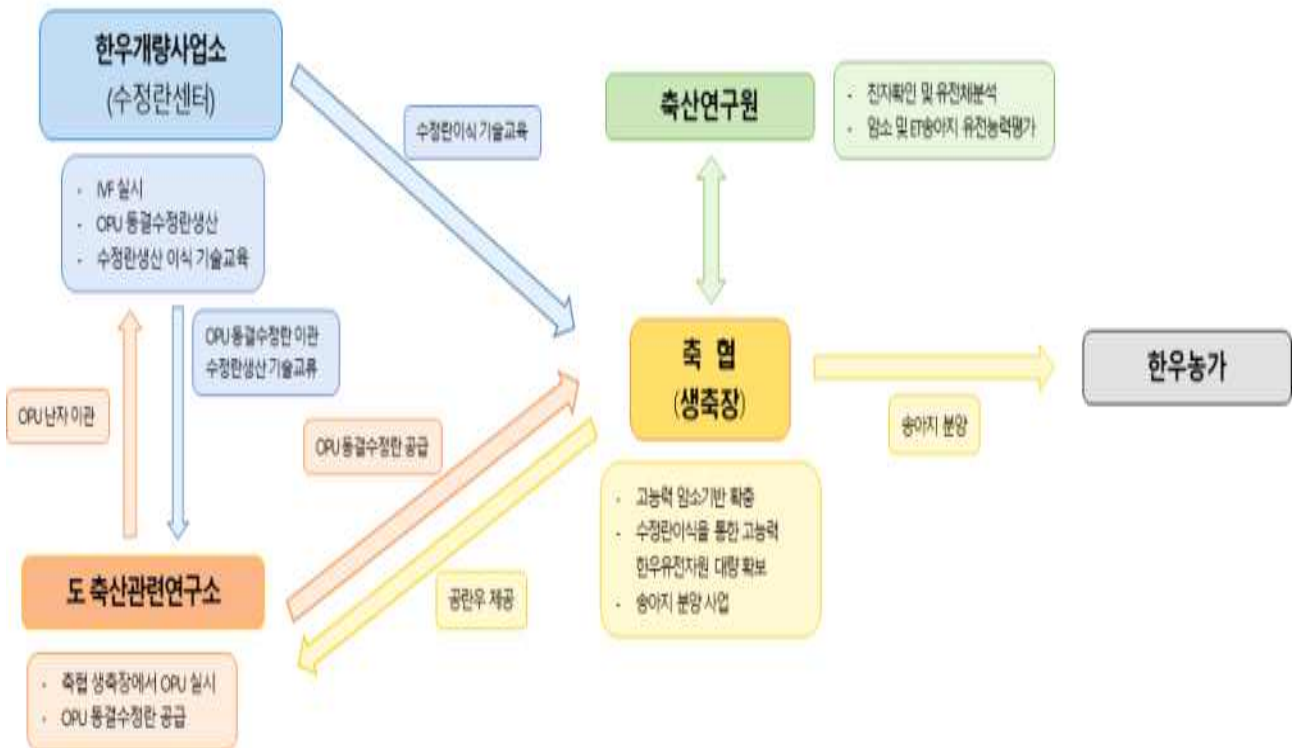 한우개량사업소
(수정란센터)
- IVF 실시
- OPU 동결수정란생산
- 수정란생산 이식 기술교육
수정란이식 기술교육
축산연구원
- 친자확인 및 유전체분석
- 암소 및 ET송아지 유전능력평가
OPU 난자 이관
OPU 동결수정란 이관
수정란생산 기술교류
OPU 동결수정란 공급
축 협
(생축장)
송아지 분양
한우농가
도 축산관련연구소
- 축협 생축장에서 OPU 실시
- OPU 동결수정란 공급
공란우 제공
- 고능력 암소기반 확충
- 수정란이식을 통한 고능력
한우유전자원 대량 확보
- 송아지 분양 사업